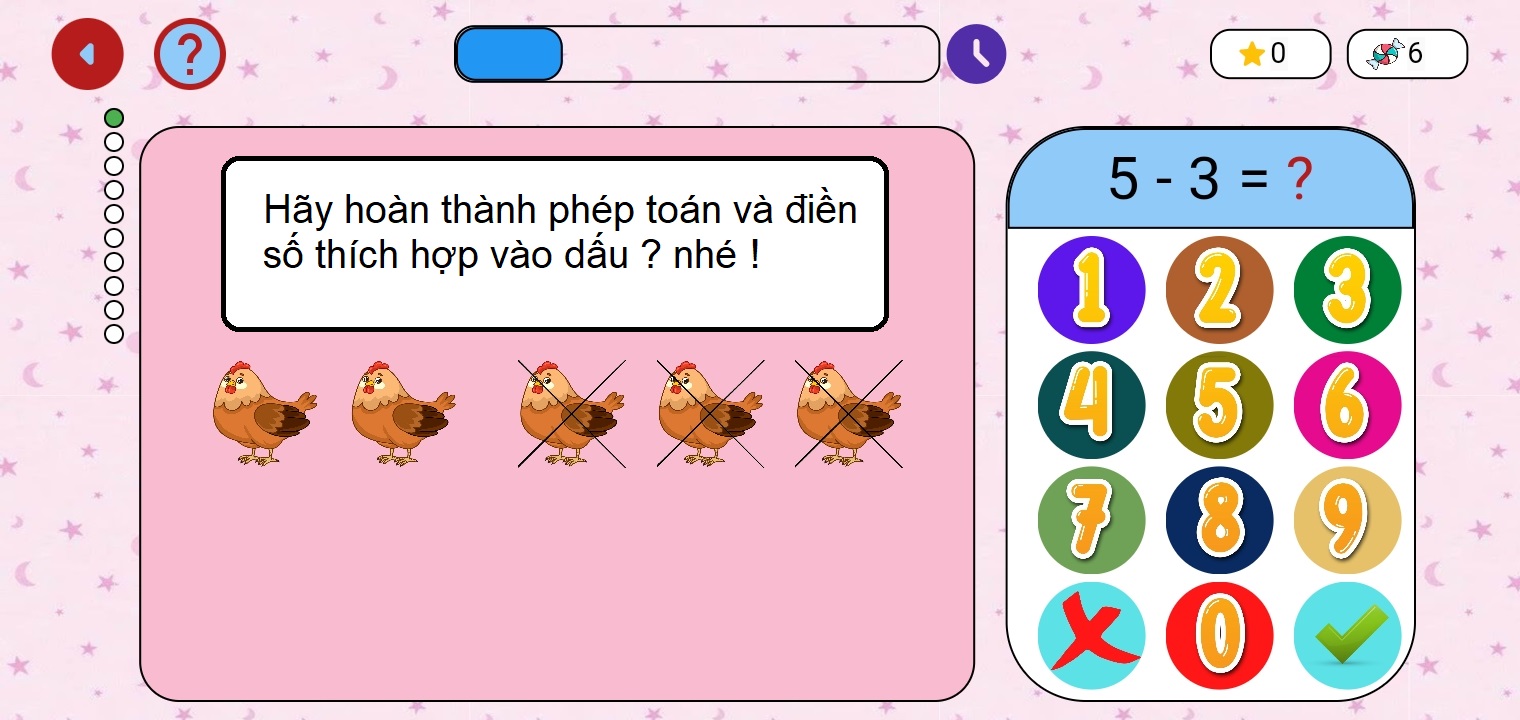 ?
0
6
Hãy hoàn thành phép toán và điền
số thích hợp vào dấu ? nhé !
5 - 3 = ?
1 2 3
4 5 6
7 8 9
0